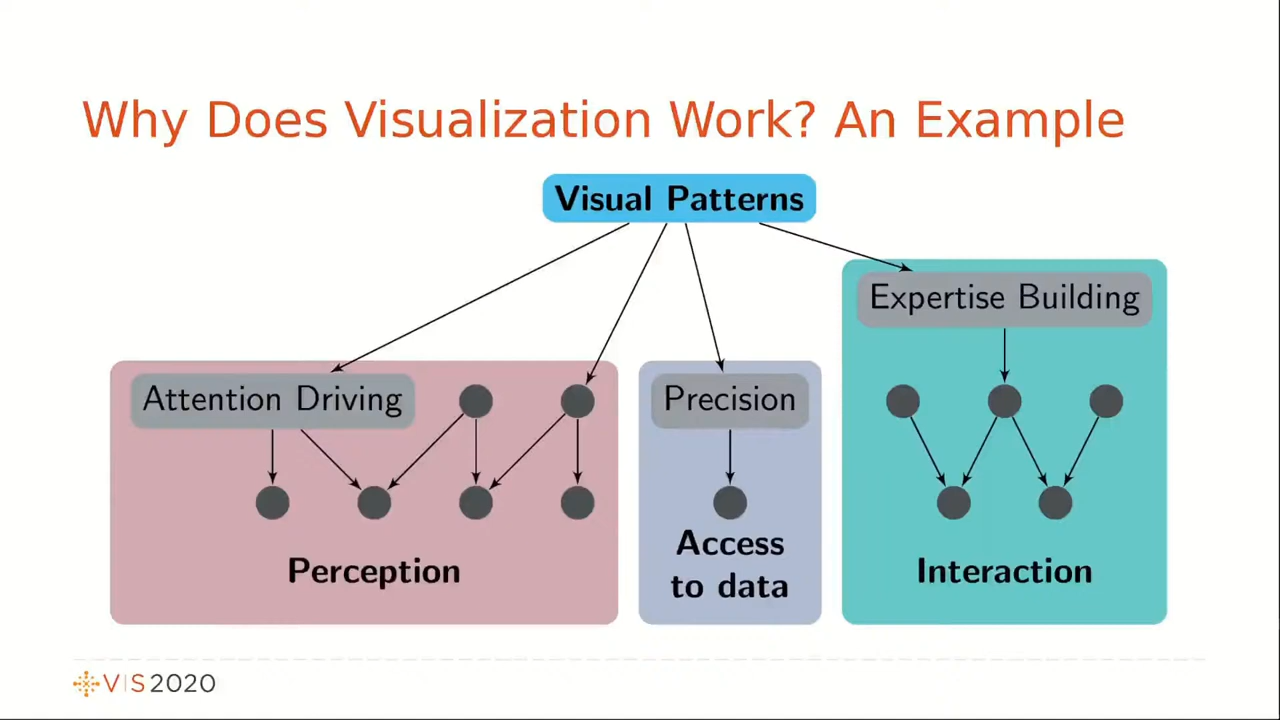 Why Does Visualization Work? An Example
Visual Patterns
Expertise Building
Attention Driving
Precision
Perception
Access
to data
Interaction
VIS2020